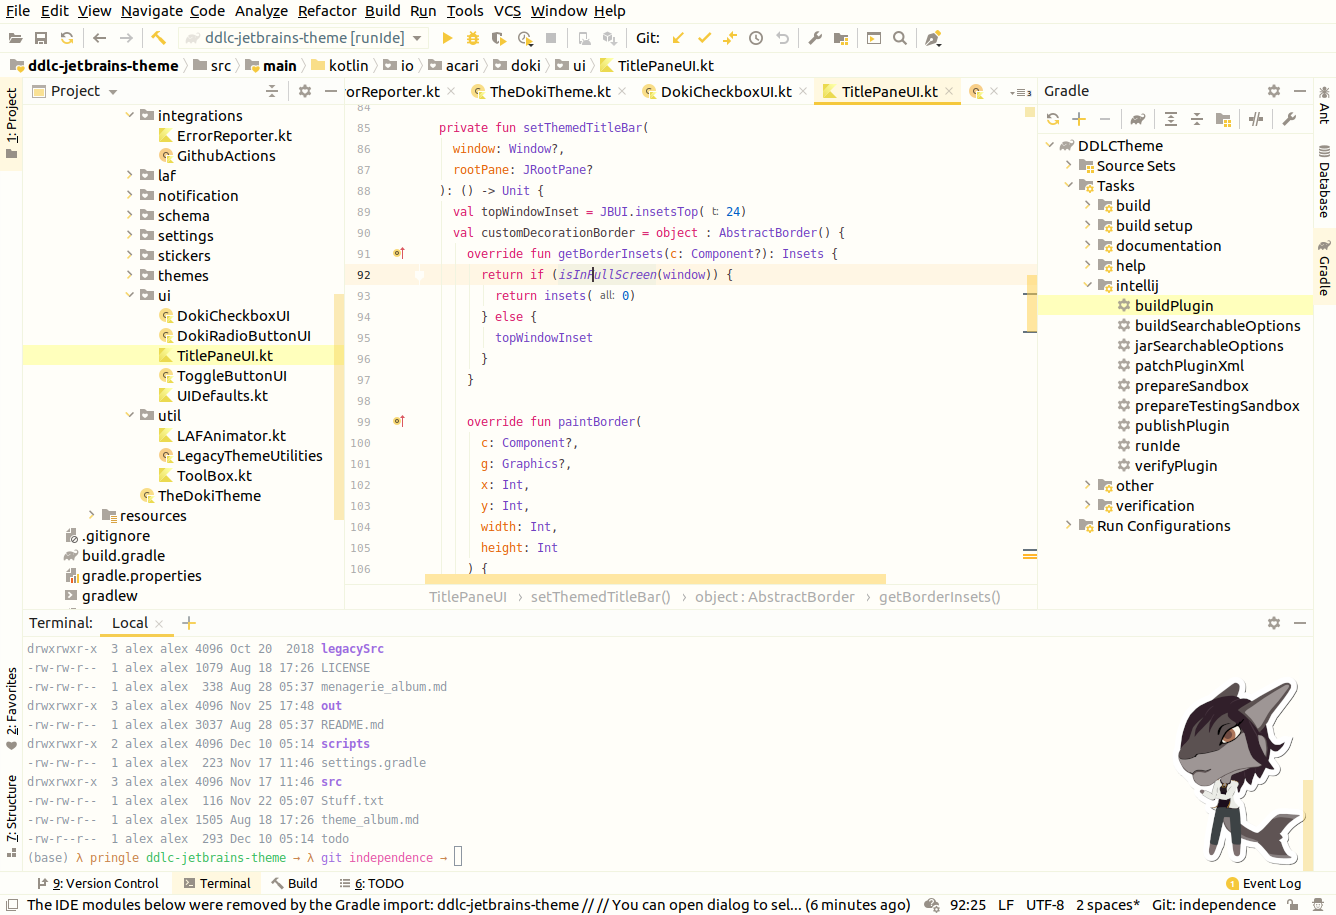 File Edit View Navigate Code Analyze Refactor Build Run Tools VCS Window Help
ddlc-jetbrains-theme [runIde] Git:
ddlc-jetbrains-theme src main kotlin io acari doki ui TitlePaneUI.kt
1: Project
Project
integrations
ErrorReporter.kt
GithubActions
laf
notification
schema
settings
stickers
themes
ui
DokiCheckboxUI
DokiRadioButtonUI
TitlePaneUI.kt
ToggleButtonUI
UIDefaults.kt
util
LAFAnimator.kt
LegacyThemeUtilities
ToolBox.kt
TheDokiTheme
resources
.gitignore
build.gradle
gradle.properties
gradlew
orReporter.kt TheDokiTheme.kt DokiCheckboxUI.kt TitlePaneUI.kt 3
84
85 private fun setThemedTitleBar(
86 window: Window?,
87 rootPane: JRootPane?
88 ): () -> Unit {
89 val topWindowInset = JBUI.insetsTop( t: 24)
90 val customDecorationBorder = object : AbstractBorder() {
91 override fun getBorderInsets(c: Component?): Insets {
92 return if (isInFullScreen(window)) {
93 return insets( all: 0)
94 } else {
95 topWindowInset
96 }
97 }
98
99 override fun paintBorder(
100 c: Component?,
101 g: Graphics?,
102 x: Int,
103 y: Int,
104 width: Int,
105 height: Int
106 ) {
TitlePaneUI › setThemedTitleBar() › object : AbstractBorder › getBorderInsets()
Gradle
DDLCTheme
Source Sets
Tasks
build
build setup
documentation
help
intellij
buildPlugin
buildSearchableOptions
jarSearchableOptions
patchPluginXml
prepareSandbox
prepareTestingSandbox
publishPlugin
runIde
verifyPlugin
other
verification
Run Configurations
Ant
Database
Gradle
2: Favorites
7: Structure
Terminal: Local
drwxrwxr-x 3 alex alex 4096 Oct 20 2018 legacySrc
-rw-rw-r-- 1 alex alex 1079 Aug 18 17:26 LICENSE
-rw-rw-r-- 1 alex alex 338 Aug 28 05:37 menagerie_album.md
drwxrwxr-x 3 alex alex 4096 Nov 25 17:48 out
-rw-rw-r-- 1 alex alex 3037 Aug 28 05:37 README.md
drwxrwxr-x 2 alex alex 4096 Dec 10 05:14 scripts
-rw-rw-r-- 1 alex alex 223 Nov 17 11:46 settings.gradle
drwxrwxr-x 3 alex alex 4096 Nov 17 11:46 src
-rw-rw-r-- 1 alex alex 116 Nov 22 05:07 Stuff.txt
-rw-rw-r-- 1 alex alex 1505 Aug 18 17:26 theme_album.md
-rw-r--r-- 1 alex alex 293 Dec 10 05:14 todo
(base) λ pringle ddlc-jetbrains-theme → λ git independence →
9: Version Control Terminal Build 6: TODO 1 Event Log
The IDE modules below were removed by the Gradle import: ddlc-jetbrains-theme // // You can open dialog to sel... (6 minutes ago) 92:25 LF UTF-8 2 spaces* Git: independence